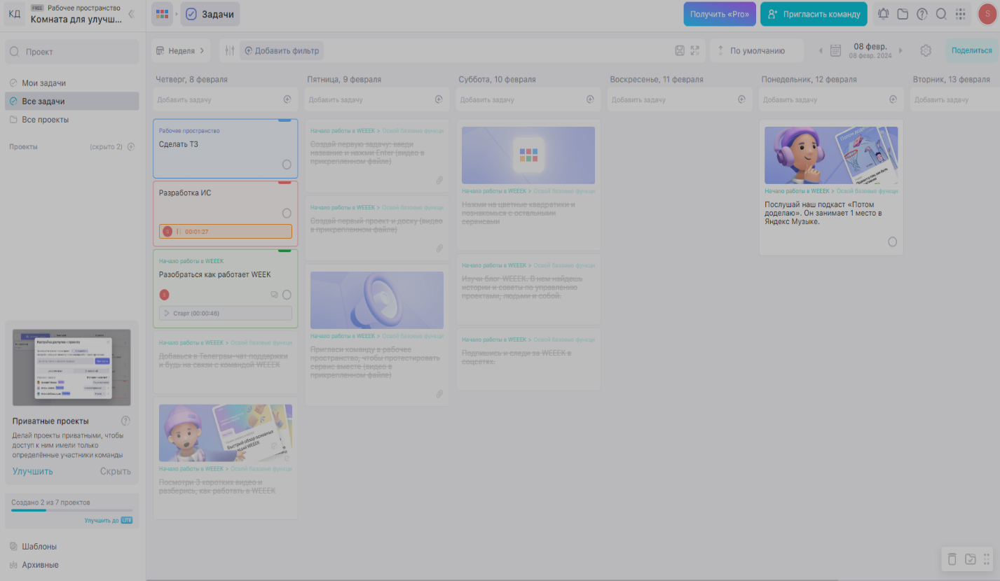 КД
FREE Рабочее пространство
Комната для улучш...
Задачи
Получить «Pro»
Пригласить команду
S
Проект
Неделя
Добавить фильтр
По умолчанию
08 февр.
08 февр. 2024
Поделиться
Мои задачи
Все задачи
Все проекты
Проекты (скрыто 2)
Четверг, 8 февраля
Добавить задачу
Рабочее пространство
Сделать ТЗ
Разработка ИС
S 00:01:27
Начало работы в WEEEK
Разобраться как работает WEEK
S
Старт (00:00:46)
Начало работы в WEEEK > Освой базовые функци
Добавься в Телеграм-чат поддержки
и будь на связи с командой WEEEK
Быстрый обзор основных
Начало работы в WEEEK > Освой базовые функци
Посмотри 3 коротких видео и
разберись, как работать в WEEEK
Пятница, 9 февраля
Добавить задачу
Начало работы в WEEEK > Освой базовые функци
Создай первую задачу: введи
название и нажми Enter (видео в
прикрепленном файле)
Начало работы в WEEEK > Освой базовые функци
Создай первый проект и доску (видео
в прикрепленном файле)
Начало работы в WEEEK > Освой базовые функци
Пригласи команду в рабочее
пространство, чтобы протестировать
сервис вместе (видео в
прикрепленном файле)
Суббота, 10 февраля
Добавить задачу
Начало работы в WEEEK > Освой базовые функци
Нажми на цветные квадратики и
познакомься с остальными
сервисами
Начало работы в WEEEK > Освой базовые функци
Изучи блог WEEEK. В нем найдешь
истории и советы по управлению
проектами, людьми и собой.
Начало работы в WEEEK > Освой базовые функци
Подпишись и следи за WEEEK в
соцсетях.
Воскресенье, 11 февраля
Добавить задачу
Понедельник, 12 февраля
Добавить задачу
Начало работы в WEEEK > Освой базовые функци
Послушай наш подкаст «Потом
доделаю». Он занимает 1 место в
Яндекс Музыке.
Вторник, 13 февраля
Добавить задачу
Приватные проекты
Делай проекты приватными, чтобы
доступ к ним имели только
определённые участники команды
Улучшить Скрыть
Создано 2 из 7 проектов
Улучшить до LITE
Шаблоны
Архивные